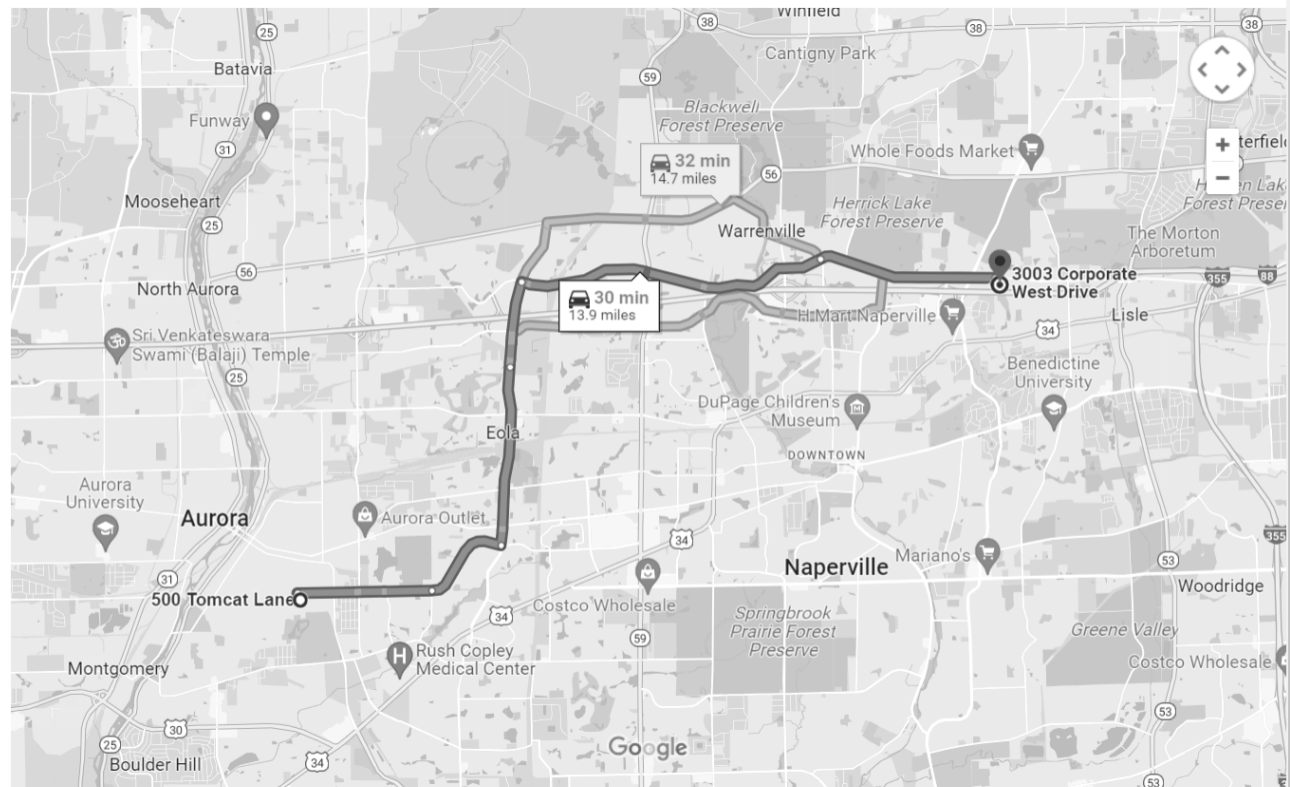 Winfield
38
38
38
25
Batavia
Cantigny Park
59
Blackwell
Forest Preserve
Funway
31
32 min
14.7 miles
Whole Foods Market
56
+
−
Mooseheart
25
Herrick Lake
Forest Preserve
Warrenville
The Morton
Arboretum
56
North Aurora
3003 Corporate
West Drive
355
88
30 min
13.9 miles
H Mart Naperville
34
Lisle
Sri Venkateswara
Swami (Balaji) Temple
25
Benedictine
University
DuPage Children's
Museum
Eola
DOWNTOWN
Aurora
University
Aurora
Aurora Outlet
34
355
Mariano's
53
Naperville
31
500 Tomcat Lane
Costco Wholesale
Woodridge
34
59
Springbrook
Prairie Forest
Preserve
Greene Valley
Rush Copley
Medical Center
H
Montgomery
Costco Wholesale
53
30
25
Google
Boulder Hill
34
53